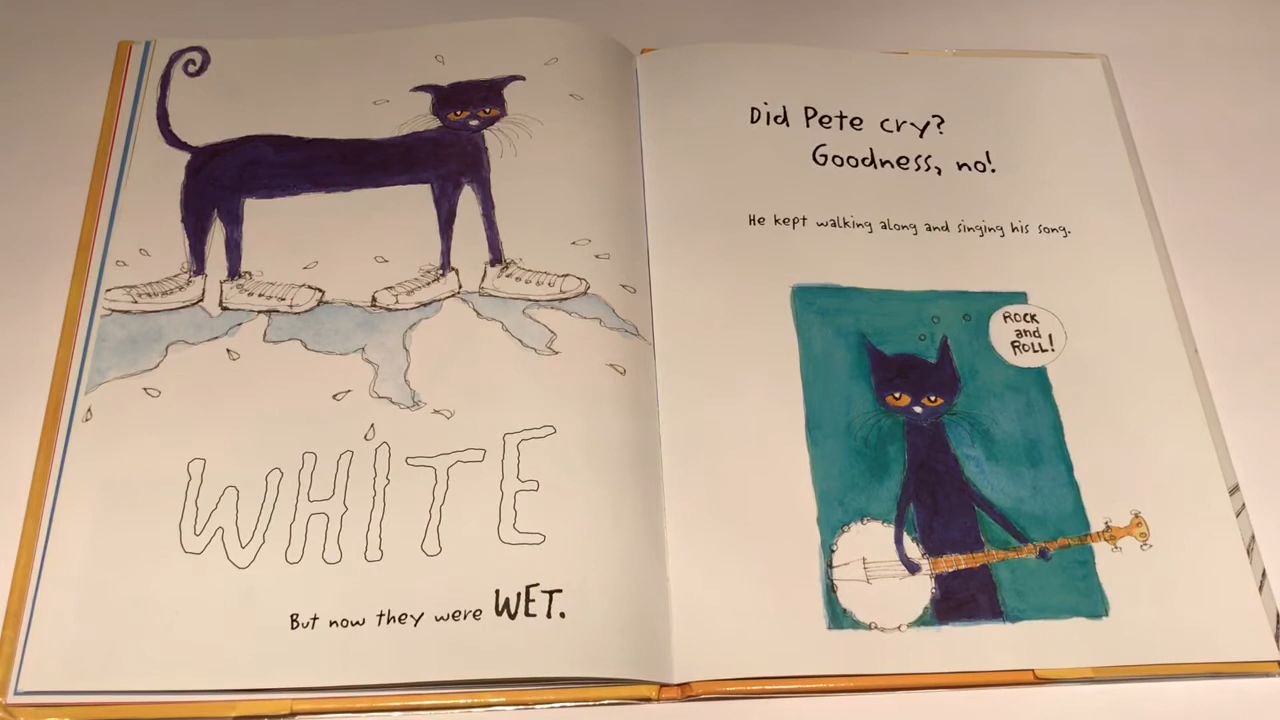 WHITE
But now they were WET.
Did Pete cry?
Goodness, no!
He kept walking along and singing his song.
ROCK
and
ROLL!